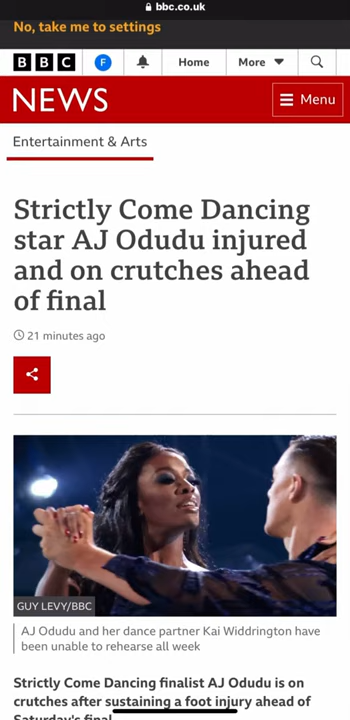 bbc.co.uk
No, take me to settings
BBC F Home More
NEWS Menu
Entertainment & Arts
Strictly Come Dancing
star AJ Odudu injured
and on crutches ahead
of final
21 minutes ago
GUY LEVY/BBC
AJ Odudu and her dance partner Kai Widdrington have
been unable to rehearse all week
Strictly Come Dancing finalist AJ Odudu is on
crutches after sustaining a foot injury ahead of
Saturday's final